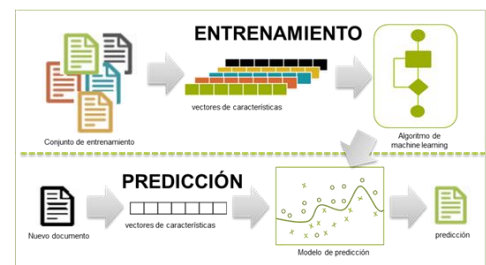 ENTRENAMIENTO
vectores de características
Conjunto de entrenamiento
Algoritmo de
machine learning
PREDICCIÓN
Nuevo documento
vectores de características
Modelo de predicción
predicción